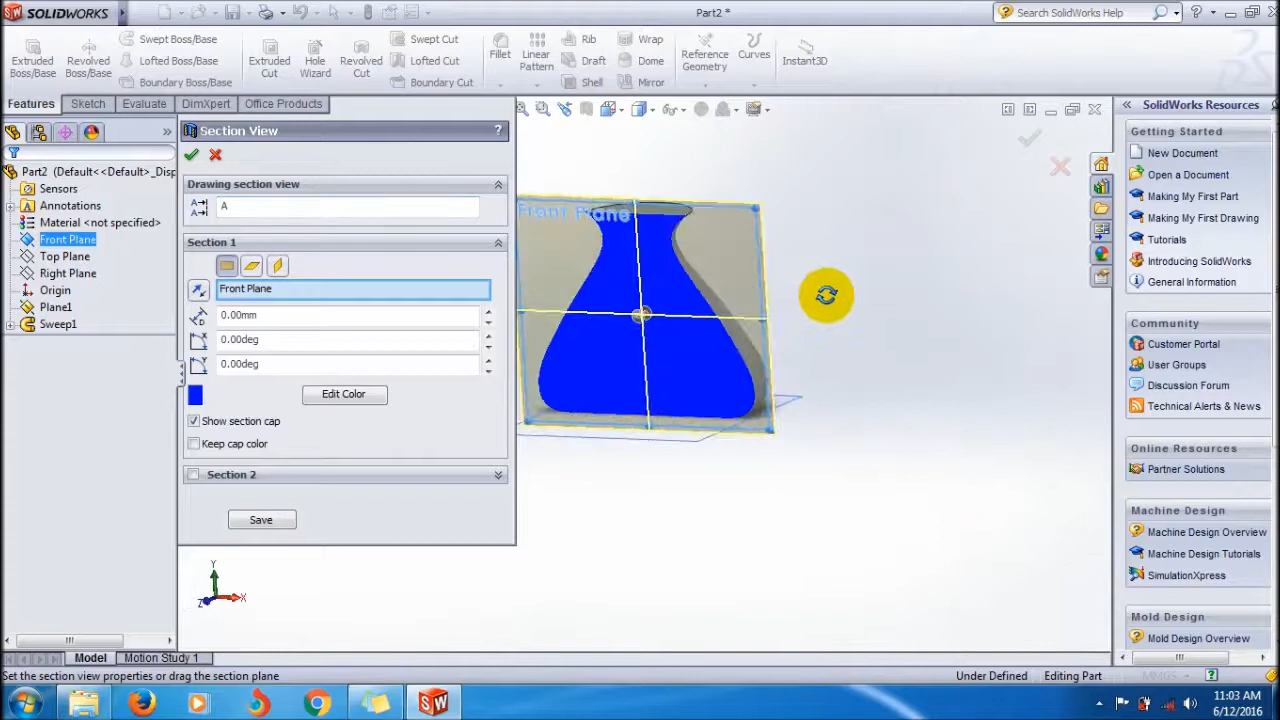 SOLIDWORKS
Part2 *
Search SolidWorks Help
Extruded Boss/Base
Revolved Boss/Base
Swept Boss/Base
Lofted Boss/Base
Boundary Boss/Base
Extruded Cut
Hole Wizard
Revolved Cut
Swept Cut
Lofted Cut
Boundary Cut
Fillet
Linear Pattern
Rib
Draft
Shell
Wrap
Dome
Mirror
Reference Geometry
Curves
Instant3D
Features
Sketch
Evaluate
DimXpert
Office Products
Part2 (Default<<Default>_Disp
Sensors
Annotations
Material <not specified>
Front Plane
Top Plane
Right Plane
Origin
Plane1
Sweep1
Section View
?
Drawing section view
A
Section 1
Front Plane
0.00mm
0.00deg
0.00deg
Edit Color
Show section cap
Keep cap color
Section 2
Save
Front Plane
Y
X
Z
SolidWorks Resources
Getting Started
New Document
Open a Document
Making My First Part
Making My First Drawing
Tutorials
Introducing SolidWorks
General Information
Community
Customer Portal
User Groups
Discussion Forum
Technical Alerts & News
Online Resources
Partner Solutions
Machine Design
Machine Design Overview
Machine Design Tutorials
SimulationXpress
Mold Design
Mold Design Overview
Model
Motion Study 1
Set the section view properties or drag the section plane
Under Defined
Editing Part
MMGS
11:03 AM
6/12/2016